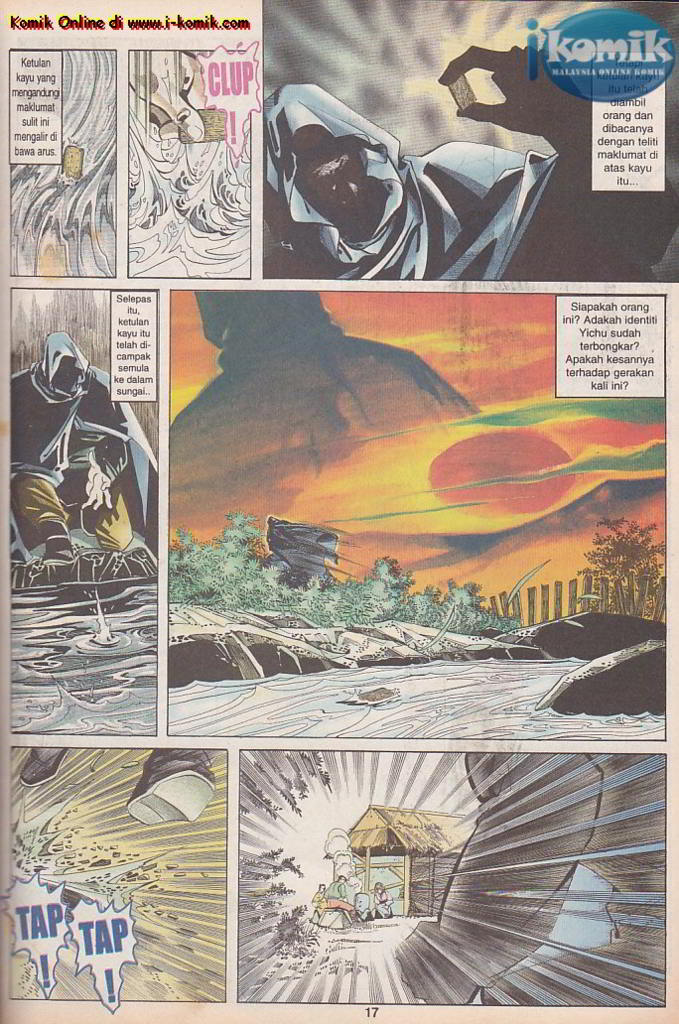 Komik Online di www.i-komik.com
ikomik
MALAYSIA ONLINE KOMIK
Ketulan
kayu yang
mengandungi
maklumat
sulit ini
mengalir di
bawa arus.
CLUP
!
Tetapi
ketulan kayu
itu telah
diambil
orang dan
dibacanya
dengan teliti
maklumat di
atas kayu
itu...
Selepas
itu,
ketulan
kayu itu
telah di-
campak
semula
ke dalam
sungai..
Siapakah orang
ini? Adakah identiti
Yichu sudah
terbongkar?
Apakah kesannya
terhadap gerakan
kali ini?
TAP
!
TAP
!
17